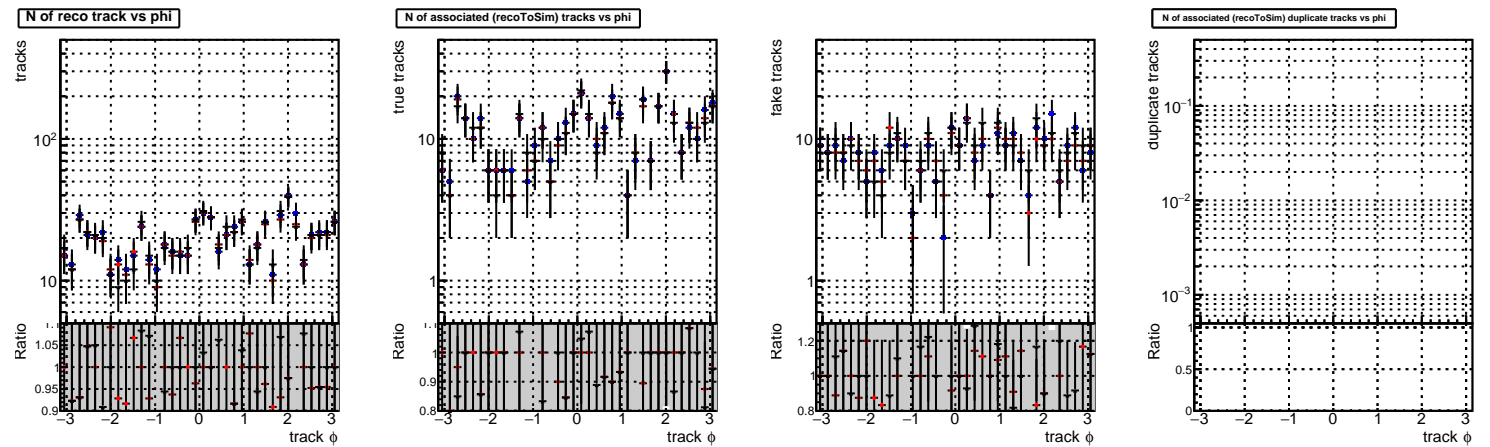 N of reco track vs phi
tracks
10²
10
Ratio
1.1
1.05
1
0.95
0.9
−3 −2 −1 0 1 2 3
track ϕ
N of associated (recoToSim) tracks vs phi
true tracks
10
1
Ratio
1.1
1
0.9
0.8
−3 −2 −1 0 1 2 3
track ϕ
fake tracks
10
1
Ratio
1.2
1
0.8
−3 −2 −1 0 1 2 3
track ϕ
N of associated (recoToSim) duplicate tracks vs phi
duplicate tracks
10⁻¹
10⁻²
10⁻³
Ratio
1
0.5
0
−3 −2 −1 0 1 2 3
track ϕ